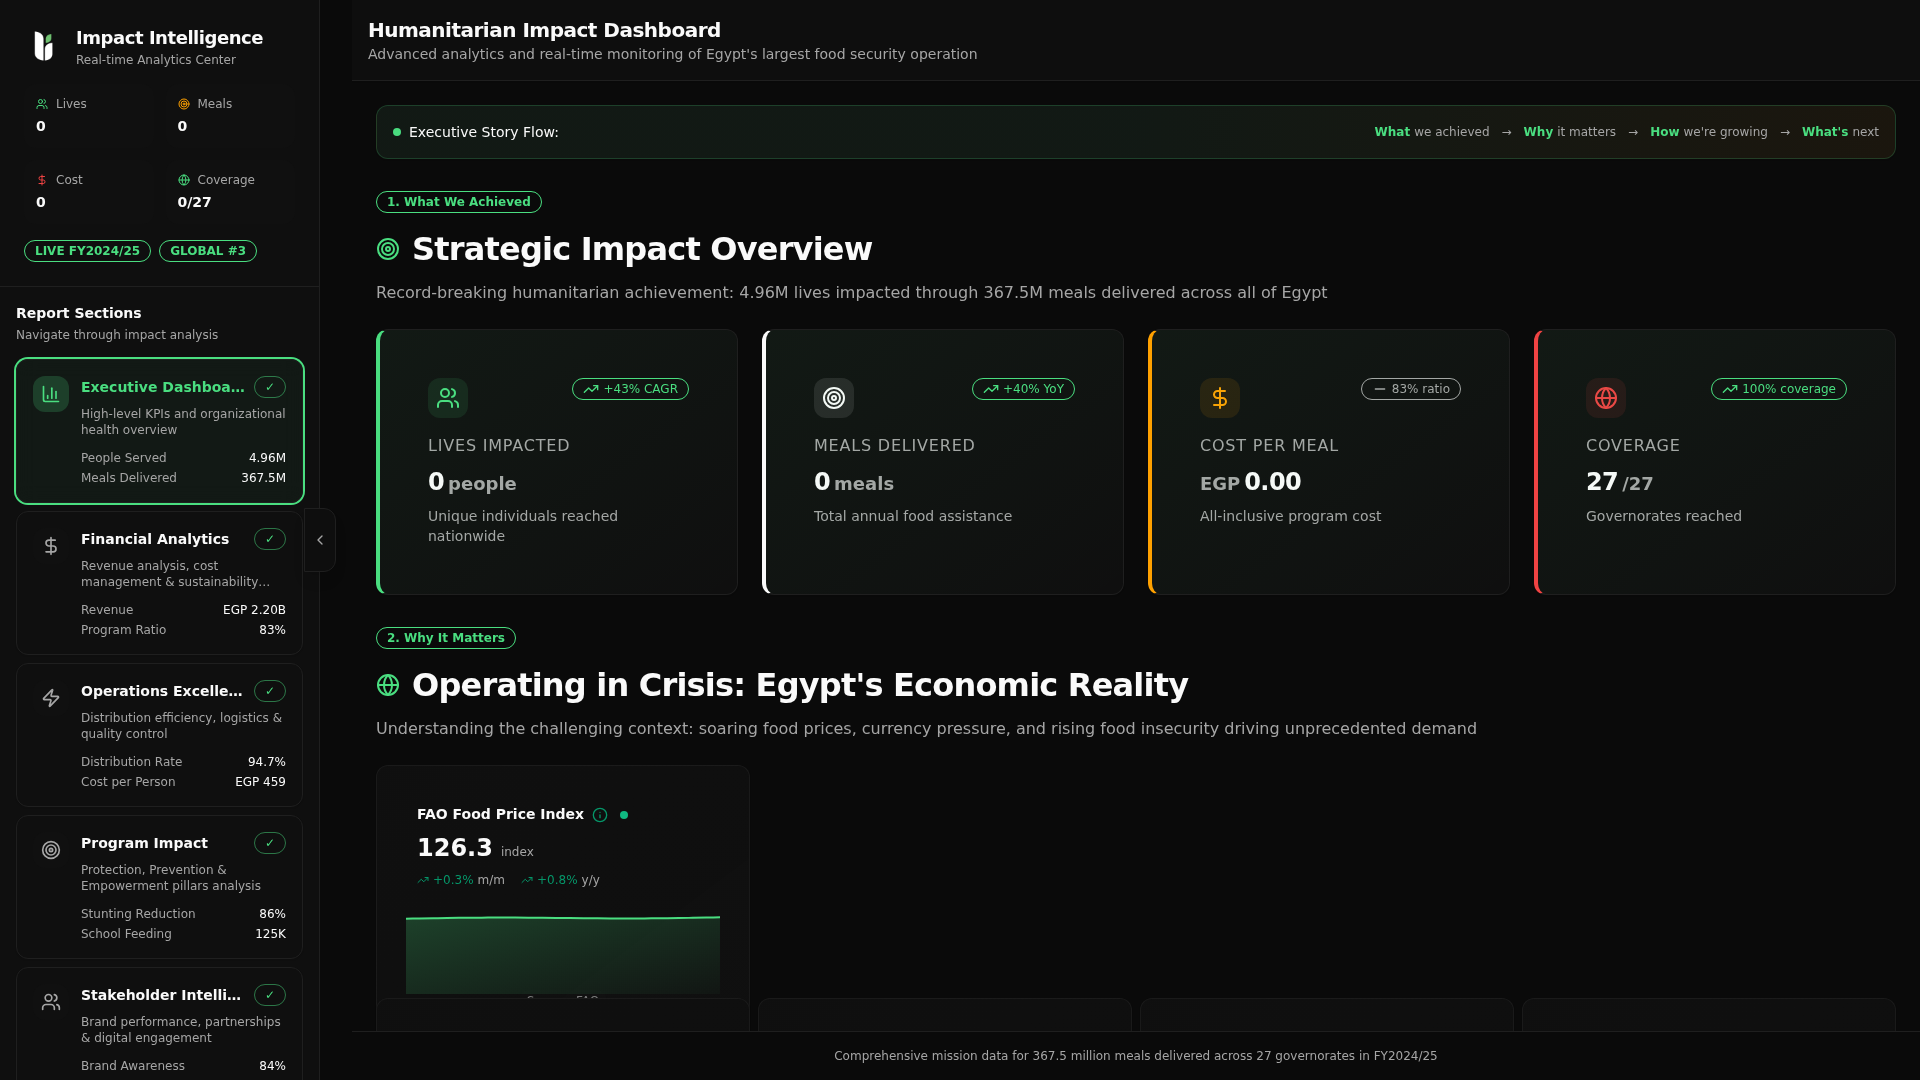 Impact Intelligence
Real-time Analytics Center
Lives
0
Meals
0
Cost
0
Coverage
0/27
LIVE FY2024/25
GLOBAL #3
Report Sections
Navigate through impact analysis
Executive Dashboa...
✓
High-level KPIs and organizational
health overview
People Served 4.96M
Meals Delivered 367.5M
Financial Analytics
✓
Revenue analysis, cost
management & sustainability...
Revenue EGP 2.20B
Program Ratio 83%
Operations Excelle...
✓
Distribution efficiency, logistics &
quality control
Distribution Rate 94.7%
Cost per Person EGP 459
Program Impact
✓
Protection, Prevention &
Empowerment pillars analysis
Stunting Reduction 86%
School Feeding 125K
Stakeholder Intelli...
✓
Brand performance, partnerships
& digital engagement
Brand Awareness 84%
Humanitarian Impact Dashboard
Advanced analytics and real-time monitoring of Egypt's largest food security operation
Executive Story Flow:
What we achieved → Why it matters → How we're growing → What's next
1. What We Achieved
Strategic Impact Overview
Record-breaking humanitarian achievement: 4.96M lives impacted through 367.5M meals delivered across all of Egypt
+43% CAGR
LIVES IMPACTED
0 people
Unique individuals reached
nationwide
+40% YoY
MEALS DELIVERED
0 meals
Total annual food assistance
83% ratio
COST PER MEAL
EGP 0.00
All-inclusive program cost
100% coverage
COVERAGE
27 /27
Governorates reached
2. Why It Matters
Operating in Crisis: Egypt's Economic Reality
Understanding the challenging context: soaring food prices, currency pressure, and rising food insecurity driving unprecedented demand
FAO Food Price Index
126.3 index
+0.3% m/m +0.8% y/y
Comprehensive mission data for 367.5 million meals delivered across 27 governorates in FY2024/25